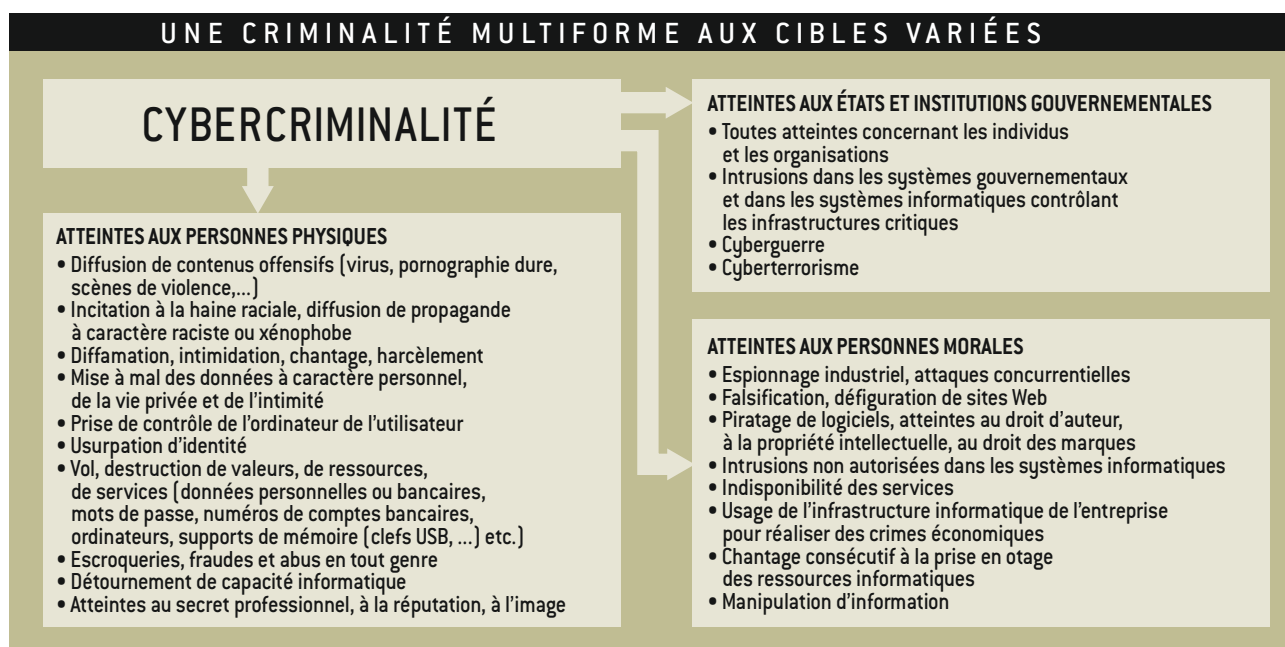 UNE CRIMINALITÉ MULTIFORME AUX CIBLES VARIÉES
CYBERCRIMINALITÉ
ATTEINTES AUX PERSONNES PHYSIQUES
• Diffusion de contenus offensifs (virus, pornographie dure,
scènes de violence,...)
• Incitation à la haine raciale, diffusion de propagande
à caractère raciste ou xénophobe
• Diffamation, intimidation, chantage, harcèlement
• Mise à mal des données à caractère personnel,
de la vie privée et de l'intimité
• Prise de contrôle de l'ordinateur de l'utilisateur
• Usurpation d'identité
• Vol, destruction de valeurs, de ressources,
de services (données personnelles ou bancaires,
mots de passe, numéros de comptes bancaires,
ordinateurs, supports de mémoire (clefs USB, ...) etc.)
• Escroqueries, fraudes et abus en tout genre
• Détournement de capacité informatique
• Atteintes au secret professionnel, à la réputation, à l'image
ATTEINTES AUX ÉTATS ET INSTITUTIONS GOUVERNEMENTALES
• Toutes atteintes concernant les individus
et les organisations
• Intrusions dans les systèmes gouvernementaux
et dans les systèmes informatiques contrôlant
les infrastructures critiques
• Cyberguerre
• Cyberterrorisme
ATTEINTES AUX PERSONNES MORALES
• Espionnage industriel, attaques concurrentielles
• Falsification, défiguration de sites Web
• Piratage de logiciels, atteintes au droit d'auteur,
à la propriété intellectuelle, au droit des marques
• Intrusions non autorisées dans les systèmes informatiques
• Indisponibilité des services
• Usage de l'infrastructure informatique de l'entreprise
pour réaliser des crimes économiques
• Chantage consécutif à la prise en otage
des ressources informatiques
• Manipulation d'information